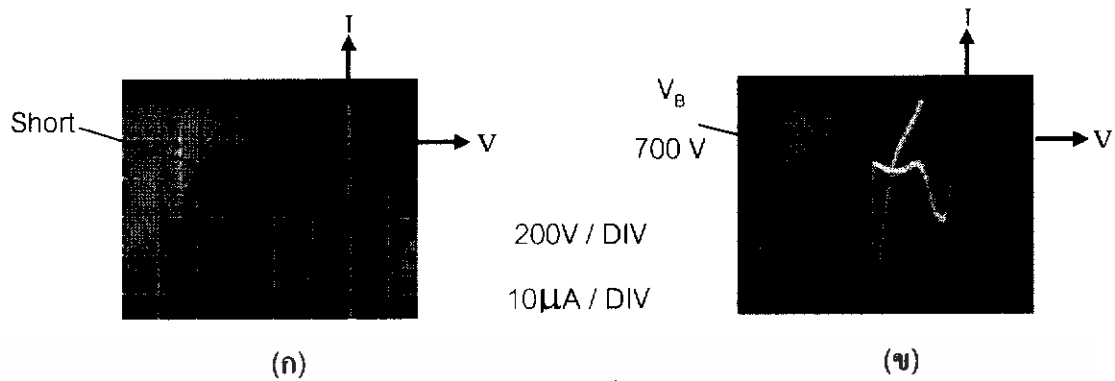 I
I
Short
V
V_B
700 V
V
200V / DIV
10μA / DIV
(ก)
(ข)